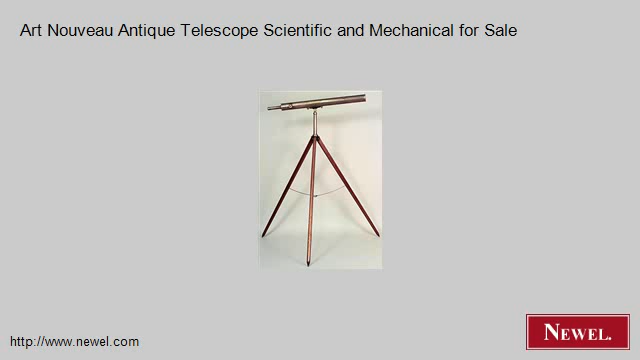 Art Nouveau Antique Telescope Scientific and Mechanical for Sale
http://www.newel.com
NEWEL.